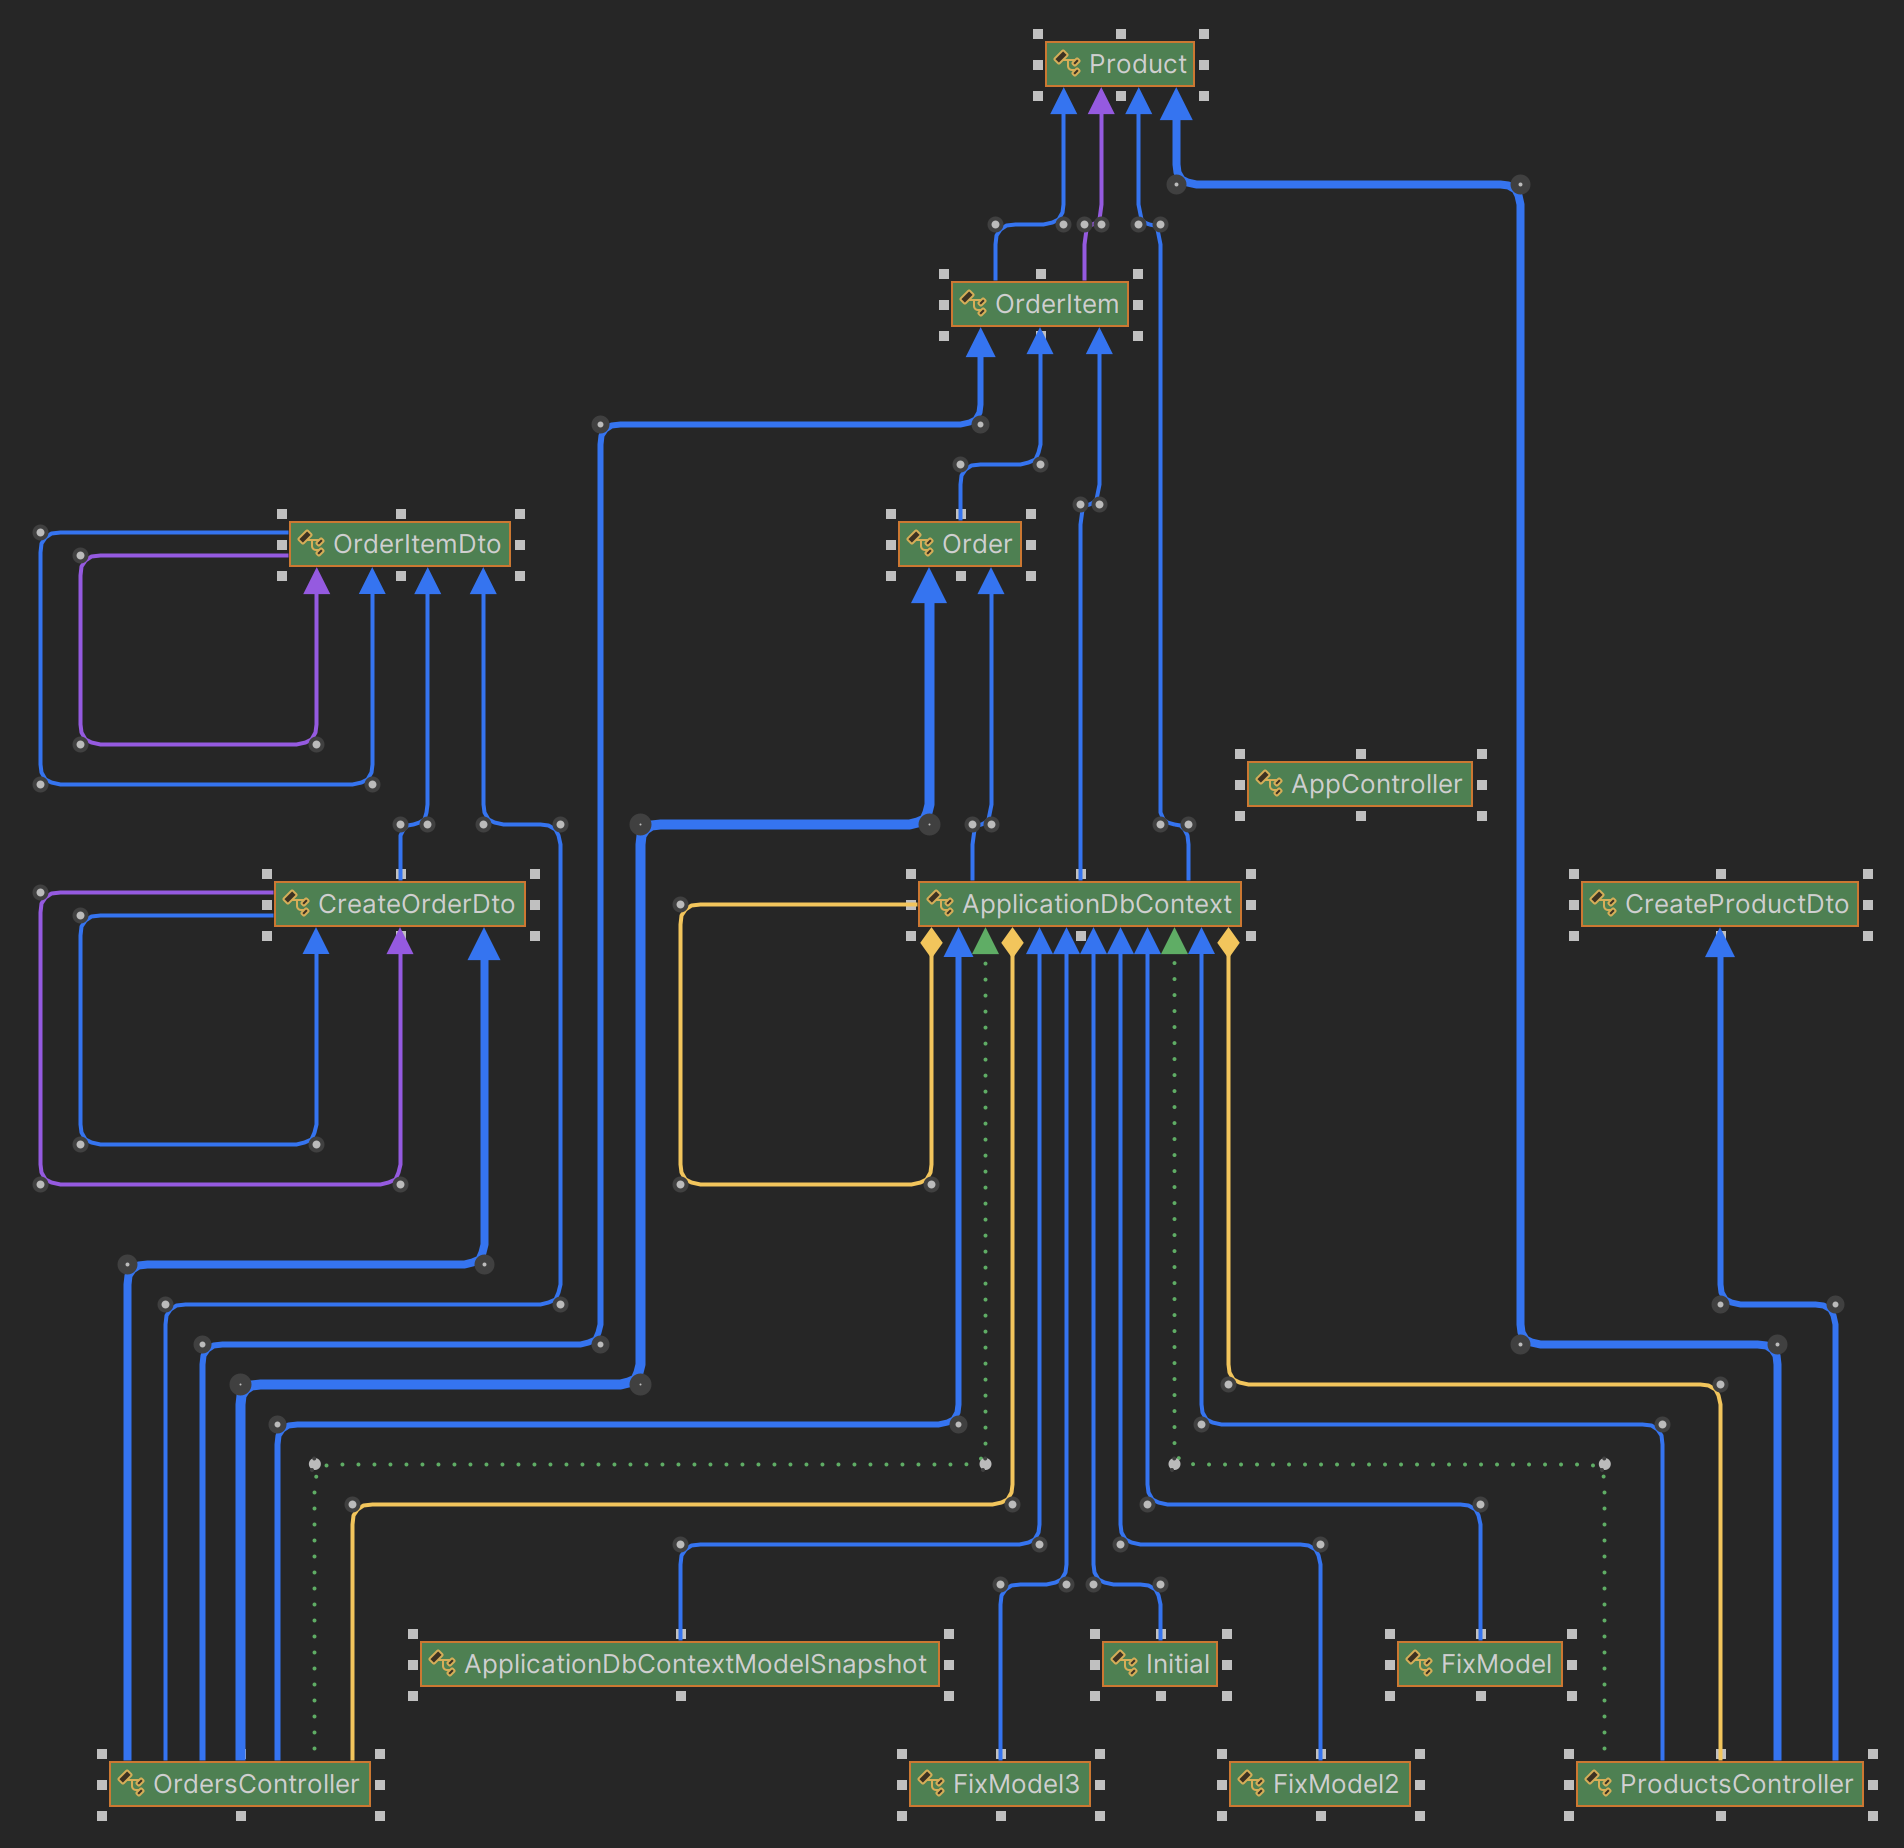 Product
OrderItem
OrderItemDto
Order
AppController
CreateOrderDto
ApplicationDbContext
CreateProductDto
ApplicationDbContextModelSnapshot
Initial
FixModel
OrdersController
FixModel3
FixModel2
ProductsController